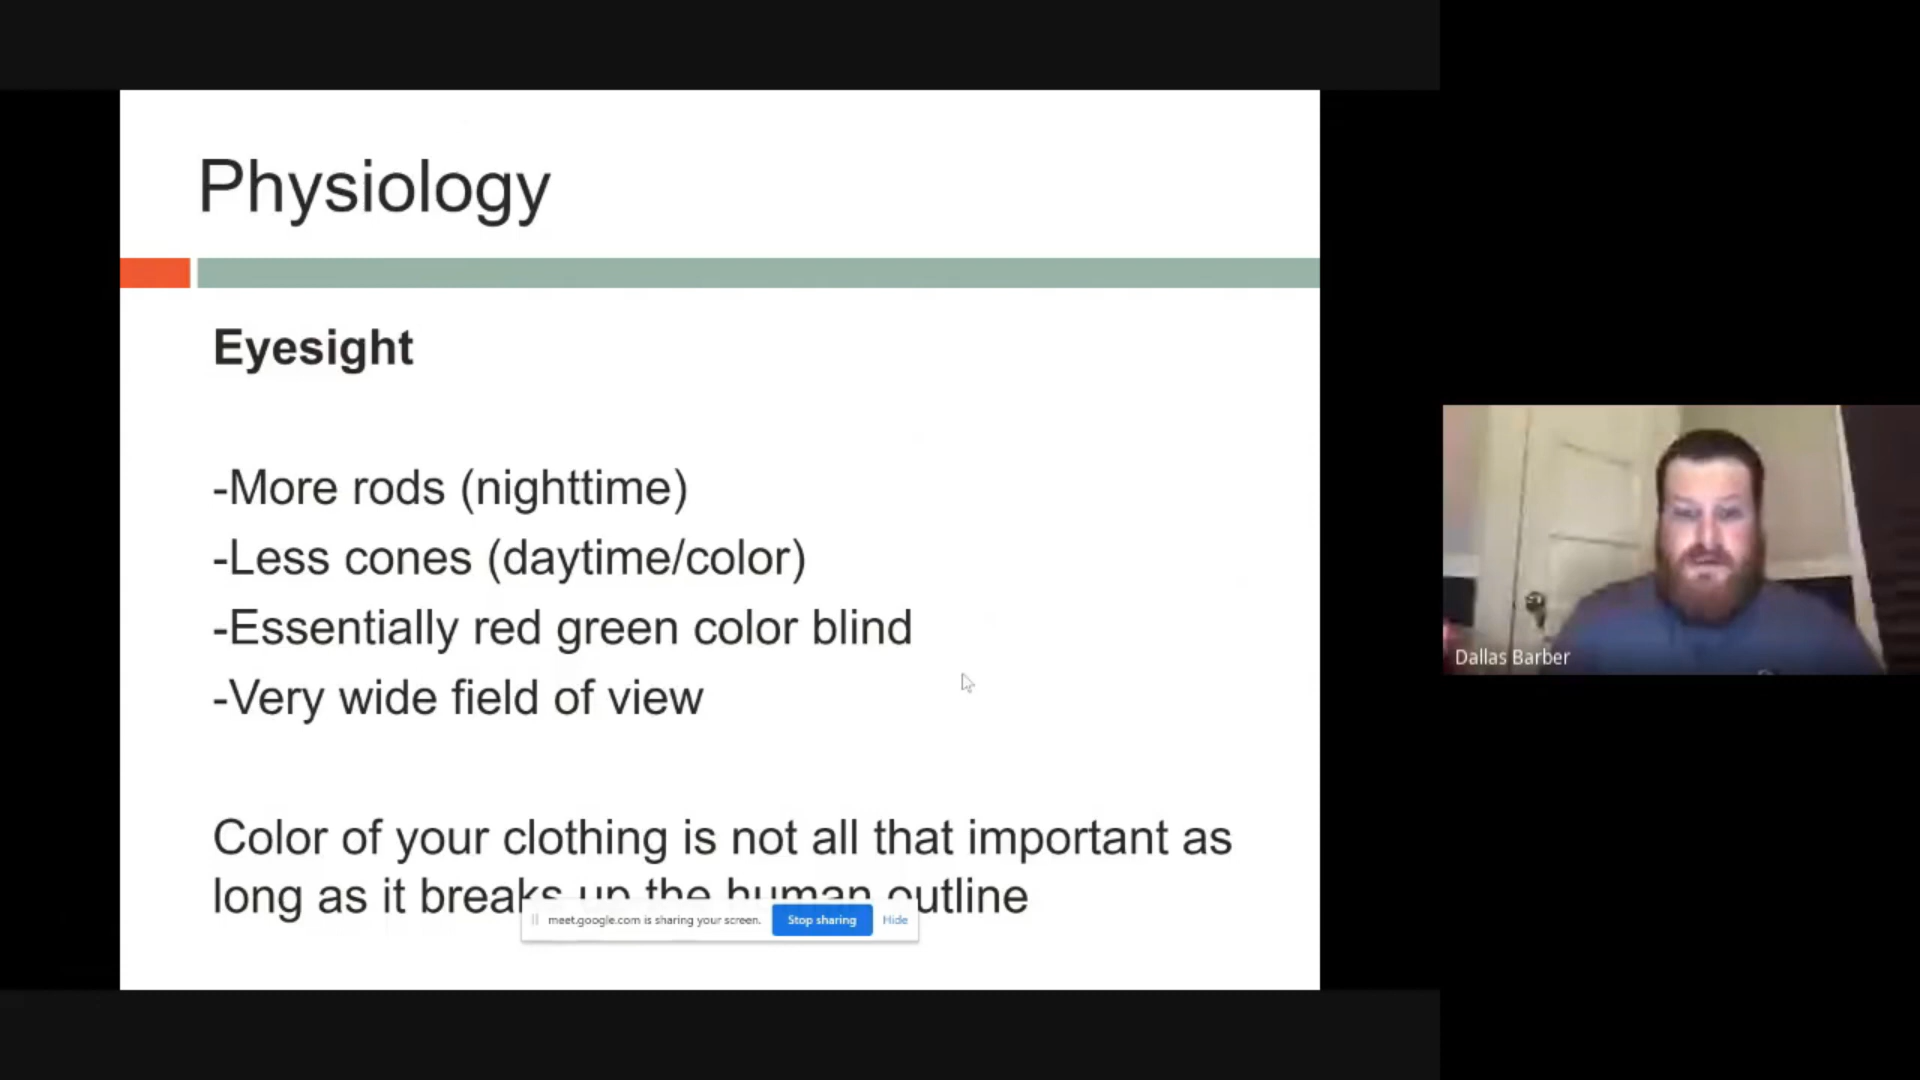 Physiology
Eyesight
-More rods (nighttime)
-Less cones (daytime/color)
-Essentially red green color blind
-Very wide field of view
Color of your clothing is not all that important as
long as it breaks up the human outline
meet.google.com is sharing your screen. Stop sharing Hide
Dallas Barber